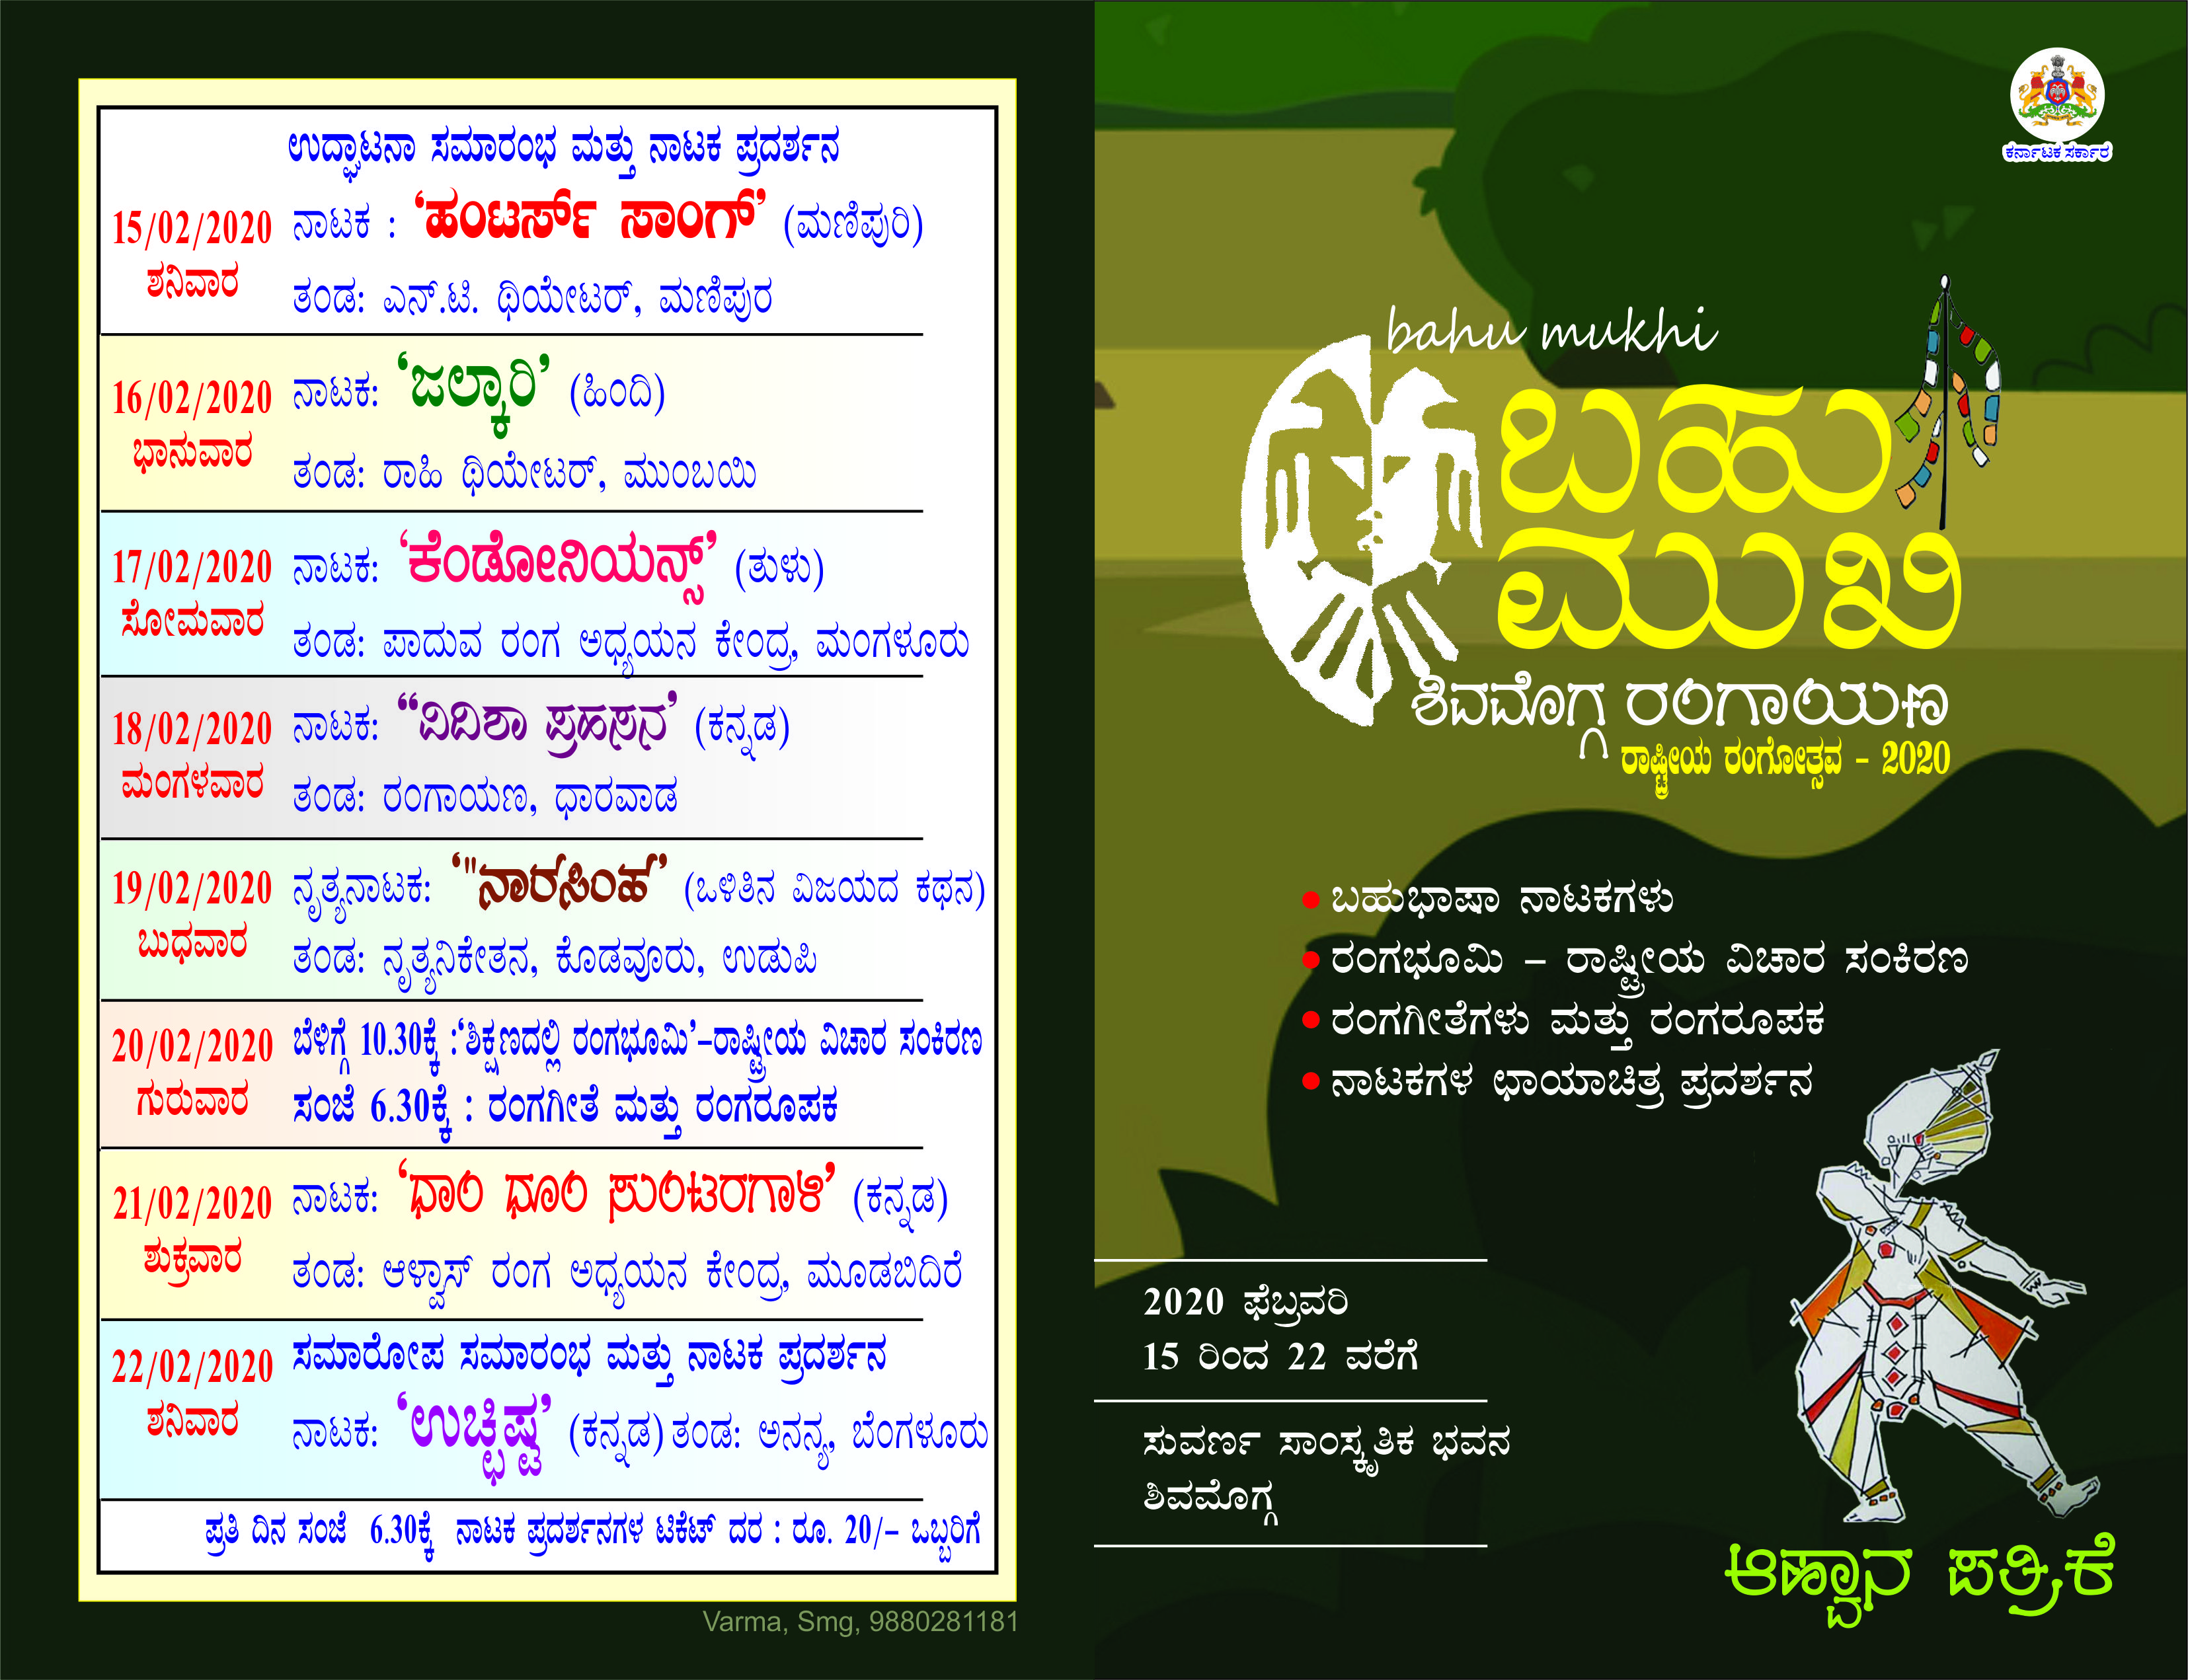 ಉದ್ಘಾಟನಾ ಸಮಾರಂಭ ಮತ್ತು ನಾಟಕ ಪ್ರದರ್ಶನ
15/02/2020 ನಾಟಕ : 'ಹಂಟರ್ಸ್ ಸಾಂಗ್' (ಮಣಿಪುರಿ)
ಶನಿವಾರ ತಂಡ: ಎನ್.ಟಿ. ಥಿಯೇಟರ್, ಮಣಿಪುರ
16/02/2020 ನಾಟಕ: 'ಜಲ್ಕಾರಿ' (ಹಿಂದಿ)
ಭಾನುವಾರ ತಂಡ: ರಾಹಿ ಥಿಯೇಟರ್, ಮುಂಬಯಿ
17/02/2020 ನಾಟಕ: 'ಕೆಂಡೋನಿಯನ್ಸ್' (ತುಳು)
ಸೋಮವಾರ ತಂಡ: ಪಾದುವ ರಂಗ ಅಧ್ಯಯನ ಕೇಂದ್ರ, ಮಂಗಳೂರು
18/02/2020 ನಾಟಕ: "ವಿದಿಶಾ ಪ್ರಹಸನ' (ಕನ್ನಡ)
ಮಂಗಳವಾರ ತಂಡ: ರಂಗಾಯಣ, ಧಾರವಾಡ
19/02/2020 ನೃತ್ಯನಾಟಕ: '"ನಾರಸಿಂಹ' (ಒಳಿತಿನ ವಿಜಯದ ಕಥನ)
ಬುಧವಾರ ತಂಡ: ನೃತ್ಯನಿಕೇತನ, ಕೊಡವೂರು, ಉಡುಪಿ
20/02/2020 ಬೆಳಿಗ್ಗೆ 10.30ಕ್ಕೆ :'ಶಿಕ್ಷಣದಲ್ಲಿ ರಂಗಭೂಮಿ'-ರಾಷ್ಟ್ರೀಯ ವಿಚಾರ ಸಂಕಿರಣ
ಗುರುವಾರ ಸಂಜೆ 6.30ಕ್ಕೆ : ರಂಗಗೀತೆ ಮತ್ತು ರಂಗರೂಪಕ
21/02/2020 ನಾಟಕ: 'ಧಾಂ ಧೂಂ ಸುಂಟರಗಾಳಿ' (ಕನ್ನಡ)
ಶುಕ್ರವಾರ ತಂಡ: ಆಳ್ವಾಸ್ ರಂಗ ಅಧ್ಯಯನ ಕೇಂದ್ರ, ಮೂಡಬಿದಿರೆ
22/02/2020 ಸಮಾರೋಪ ಸಮಾರಂಭ ಮತ್ತು ನಾಟಕ ಪ್ರದರ್ಶನ
ಶನಿವಾರ ನಾಟಕ: 'ಉಚ್ಛಿಷ್ಟ' (ಕನ್ನಡ) ತಂಡ: ಅನನ್ಯ, ಬೆಂಗಳೂರು
ಪ್ರತಿ ದಿನ ಸಂಜೆ 6.30ಕ್ಕೆ ನಾಟಕ ಪ್ರದರ್ಶನಗಳ ಟಿಕೆಟ್ ದರ : ರೂ. 20/- ಒಬ್ಬರಿಗೆ
Varma, Smg, 9880281181
ಕರ್ನಾಟಕ ಸರ್ಕಾರ
bahu mukhi
ಬಹು
ಮುಖಿ
ಶಿವಮೊಗ್ಗ ರಂಗಾಯಣ
ರಾಷ್ಟ್ರೀಯ ರಂಗೋತ್ಸವ - 2020
• ಬಹುಭಾಷಾ ನಾಟಕಗಳು
• ರಂಗಭೂಮಿ – ರಾಷ್ಟ್ರೀಯ ವಿಚಾರ ಸಂಕಿರಣ
• ರಂಗಗೀತೆಗಳು ಮತ್ತು ರಂಗರೂಪಕ
• ನಾಟಕಗಳ ಛಾಯಾಚಿತ್ರ ಪ್ರದರ್ಶನ
2020 ಫೆಬ್ರವರಿ
15 ರಿಂದ 22 ವರೆಗೆ
ಸುವರ್ಣ ಸಾಂಸ್ಕೃತಿಕ ಭವನ
ಶಿವಮೊಗ್ಗ
ಆಹ್ವಾನ ಪತ್ರಿಕೆ